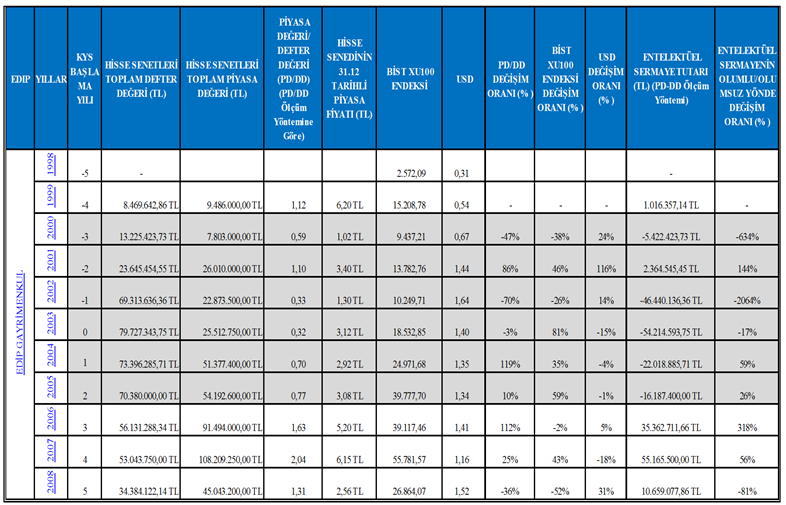 EDIP YILLAR KYS BAŞLAMA YILI HİSSE SENETLERİ TOPLAM DEFTER DEĞERİ (TL) HİSSE SENETLERİ TOPLAM PİYASA DEĞERİ (TL) PİYASA DEĞERİ/ DEFTER DEĞERİ (PD/DD) (PD/DD Ölçüm Yöntemine Göre) HİSSE SENEDİNİN 31.12 TARİHLİ PİYASA FİYATI (TL) BİST XU100 ENDEKSİ USD PD/DD DEĞİŞİM ORANI (%) BİST XU100 ENDEKSİ DEĞİŞİM ORANI (%) USD DEĞİŞİM ORANI (%) ENTELEKTÜEL SERMAYE TUTARI (TL) (PD-DD Ölçüm Yöntemi) ENTELEKTÜEL SERMAYENİN OLUMLU/OLUMSUZ YÖNDE DEĞİŞİM ORANI (%)
EDİP GAYRİMENKUL
1998 -5 - 2.572,09 0,31 -
1999 -4 8.469.642,86 TL 9.486.000,00 TL 1,12 6,20 TL 15.208,78 0,54 - - - 1.016.357,14 TL -
2000 -3 13.225.423,73 TL 7.803.000,00 TL 0,59 1,02 TL 9.437,21 0,67 -47% -38% 24% -5.422.423,73 TL -634%
2001 -2 23.645.454,55 TL 26.010.000,00 TL 1,10 3,40 TL 13.782,76 1,44 86% 46% 116% 2.364.545,45 TL 144%
2002 -1 69.313.636,36 TL 22.873.500,00 TL 0,33 1,30 TL 10.249,71 1,64 -70% -26% 14% -46.440.136,36 TL -2064%
2003 0 79.727.343,75 TL 25.512.750,00 TL 0,32 3,12 TL 18.532,85 1,40 -3% 81% -15% -54.214.593,75 TL -17%
2004 1 73.396.285,71 TL 51.377.400,00 TL 0,70 2,92 TL 24.971,68 1,35 119% 35% -4% -22.018.885,71 TL 59%
2005 2 70.380.000,00 TL 54.192.600,00 TL 0,77 3,08 TL 39.777,70 1,34 10% 59% -1% -16.187.400,00 TL 26%
2006 3 56.131.288,34 TL 91.494.000,00 TL 1,63 5,20 TL 39.117,46 1,41 112% -2% 5% 35.362.711,66 TL 318%
2007 4 53.043.750,00 TL 108.209.250,00 TL 2,04 6,15 TL 55.781,57 1,16 25% 43% -18% 55.165.500,00 TL 56%
2008 5 34.384.122,14 TL 45.043.200,00 TL 1,31 2,56 TL 26.864,07 1,52 -36% -52% 31% 10.659.077,86 TL -81%